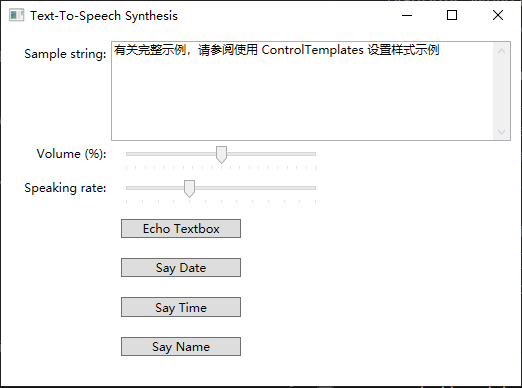 Text-To-Speech Synthesis
Sample string:
有关完整示例，请参阅使用 ControlTemplates 设置样式示例
Volume (%):
Speaking rate:
Echo Textbox
Say Date
Say Time
Say Name